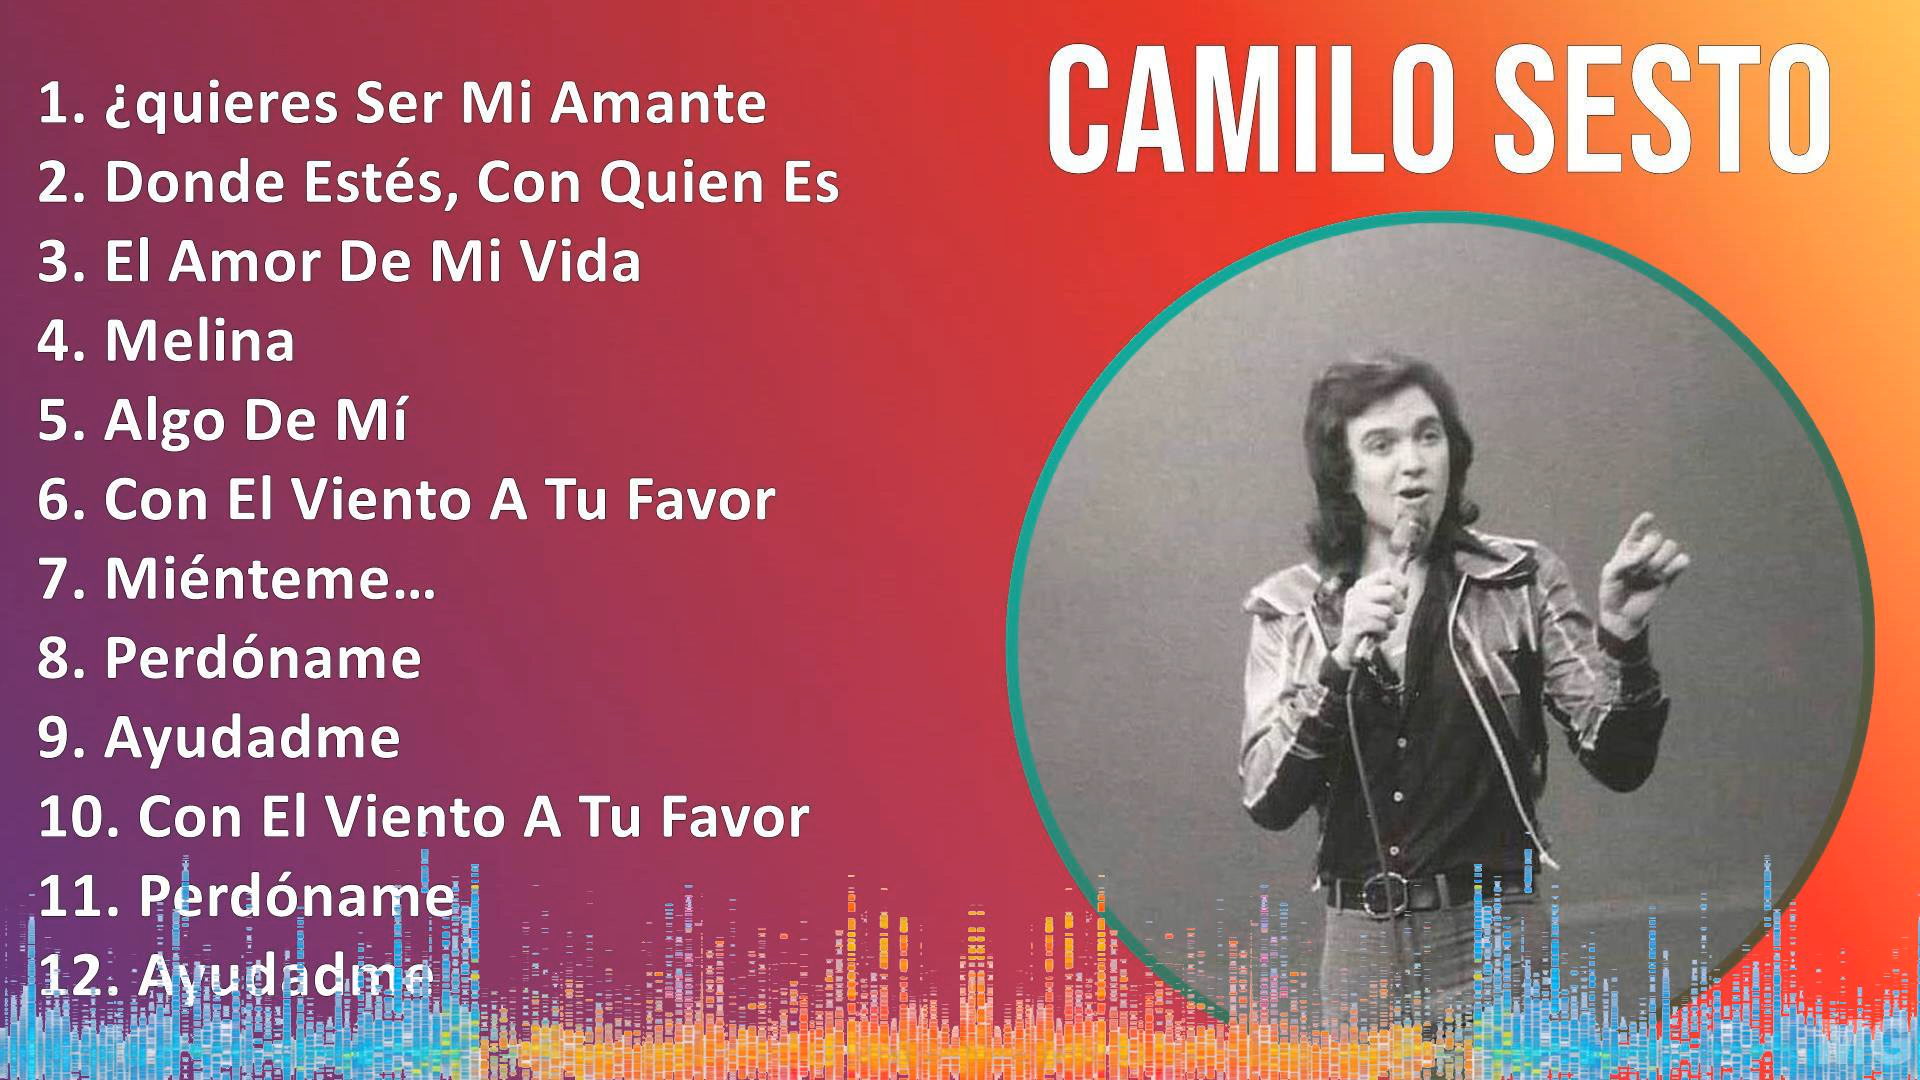 CAMILO SESTO
1. ¿quieres Ser Mi Amante
2. Donde Estés, Con Quien Es
3. El Amor De Mi Vida
4. Melina
5. Algo De Mí
6. Con El Viento A Tu Favor
7. Miénteme...
8. Perdóname
9. Ayudadme
10. Con El Viento A Tu Favor
11. Perdóname
12. Ayudadme